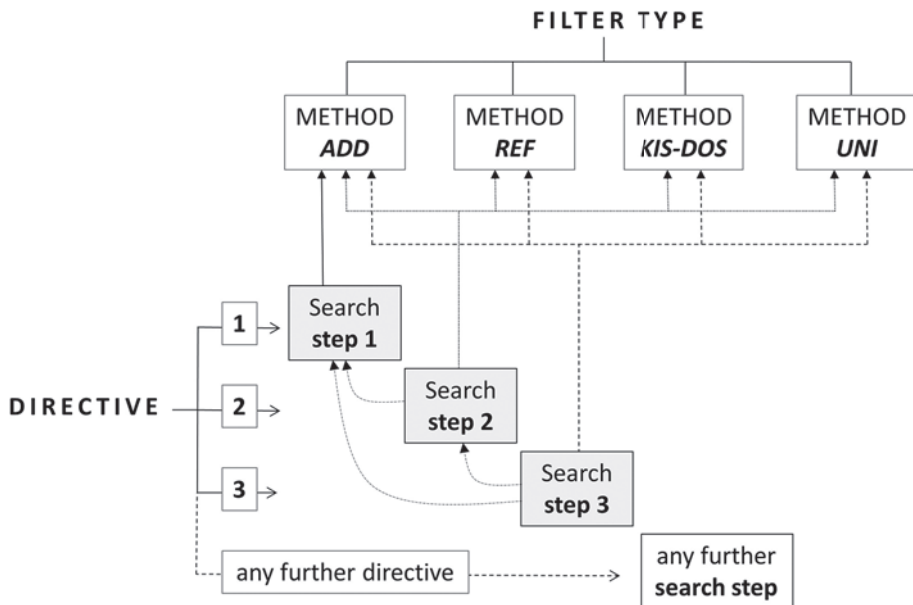 FILTER TYPE
METHOD
ADD
METHOD
REF
METHOD
KIS-DOS
METHOD
UNI
DIRECTIVE
1
2
3
Search
step 1
Search
step 2
Search
step 3
any further directive
any further
search step